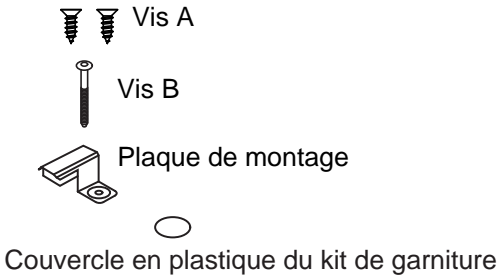 Vis A
Vis B
Plaque de montage
Couvercle en plastique du kit de garniture